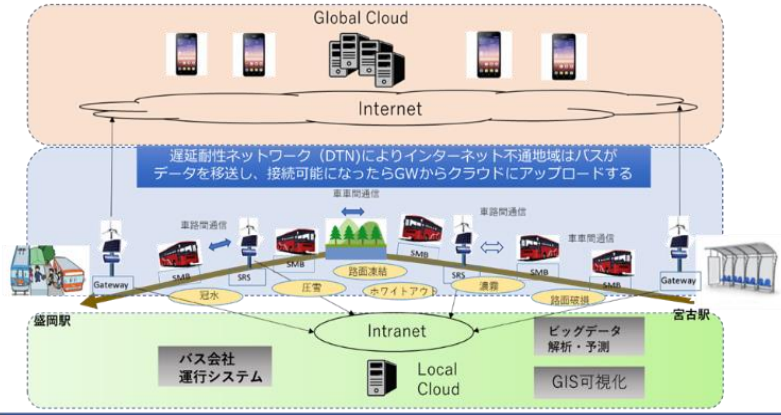 Global Cloud
Internet
遅延耐性ネットワーク（DTN)によりインターネット不通地域はバスが
データを移送し、接続可能になったらGWからクラウドにアップロードする
車車間通信
車路間通信
車路間通信
車車間通信
SMB
SMB
SMB
SMB
SMB
Gateway
SRS
SRS
Gateway
路面凍結
冠水
圧雪
ホワイトアウト
濃霧
路面破損
盛岡駅
宮古駅
Intranet
バス会社
運行システム
Local
Cloud
ビッグデータ
解析・予測
GIS可視化